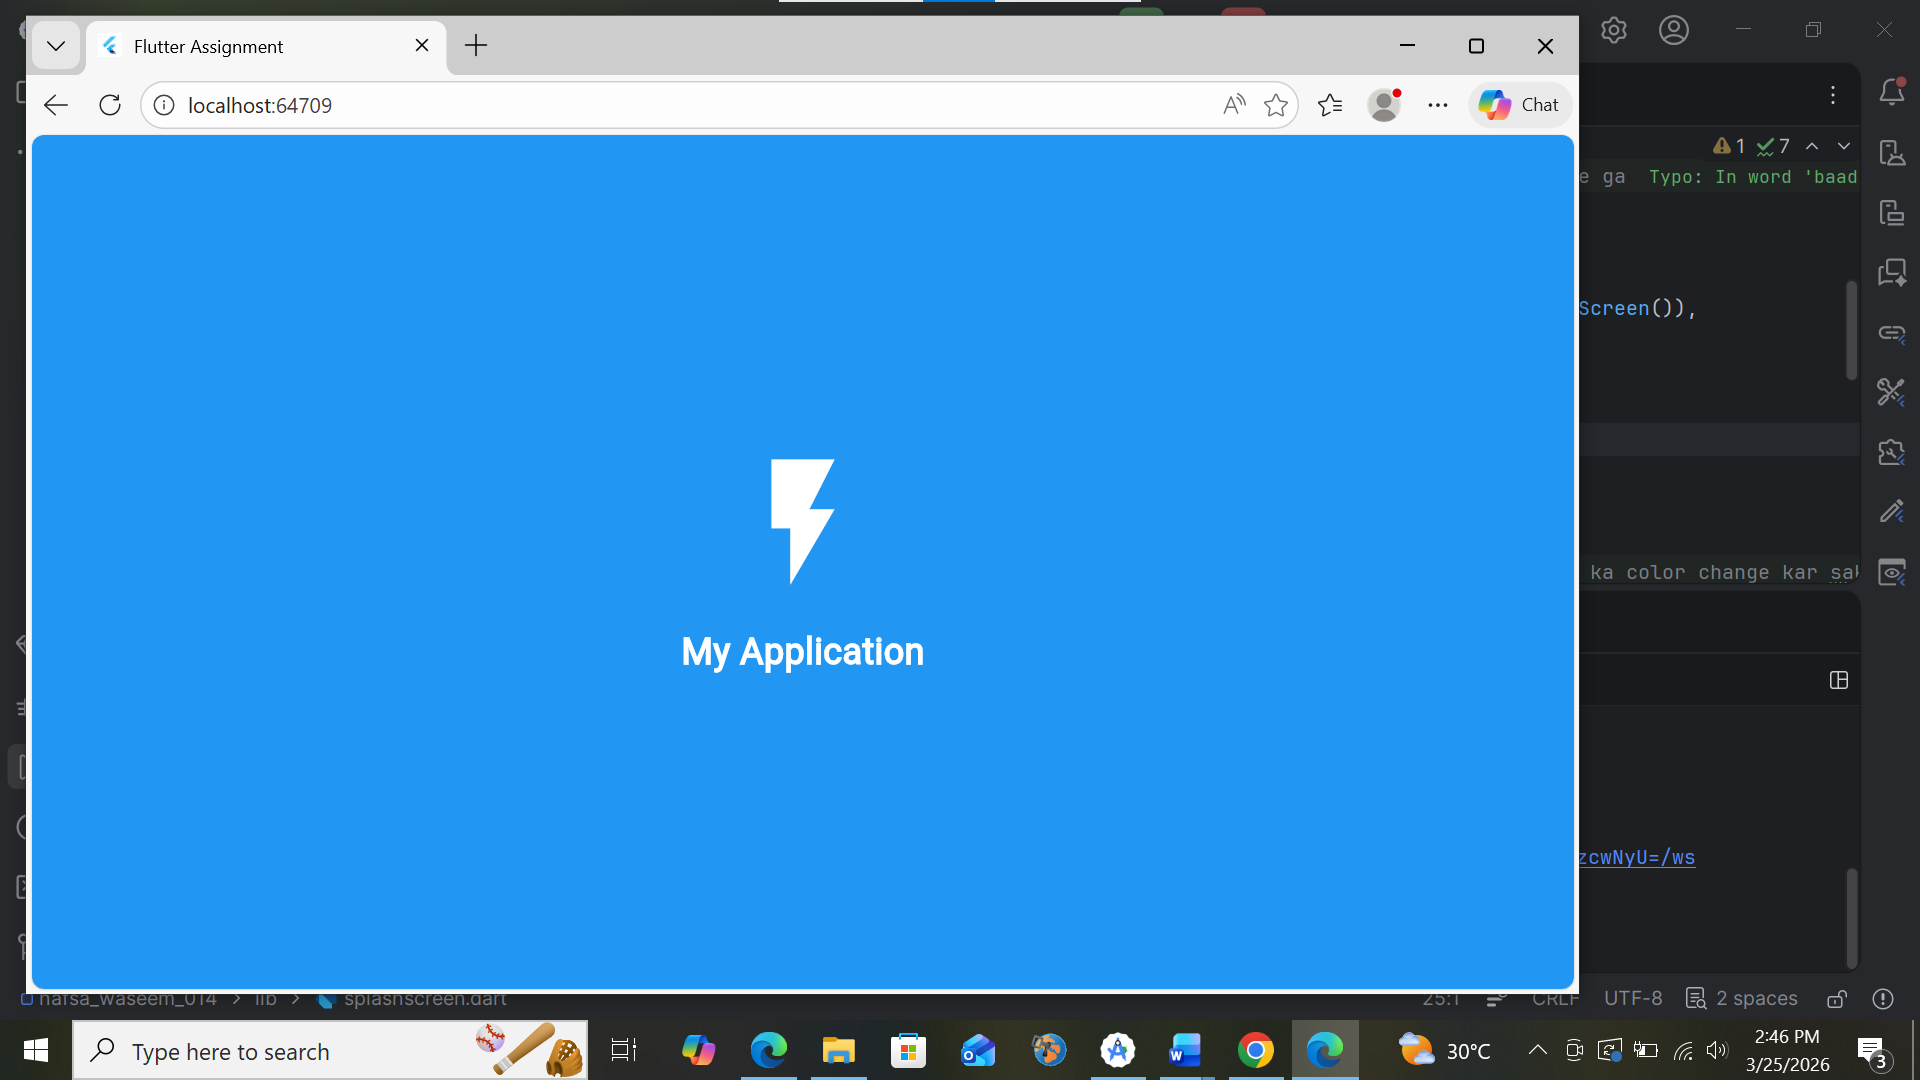 Flutter Assignment
localhost:64709
Chat
1 7
e ga Typo: In word 'baad
Screen()),
My Application
ka color change kar sal
zcwNyU=/ws
hafsa_waseem_014 > lib > splashscreen.dart
25:1 CRLF UTF-8 2 spaces
Type here to search
30°C
2:46 PM
3/25/2026
3